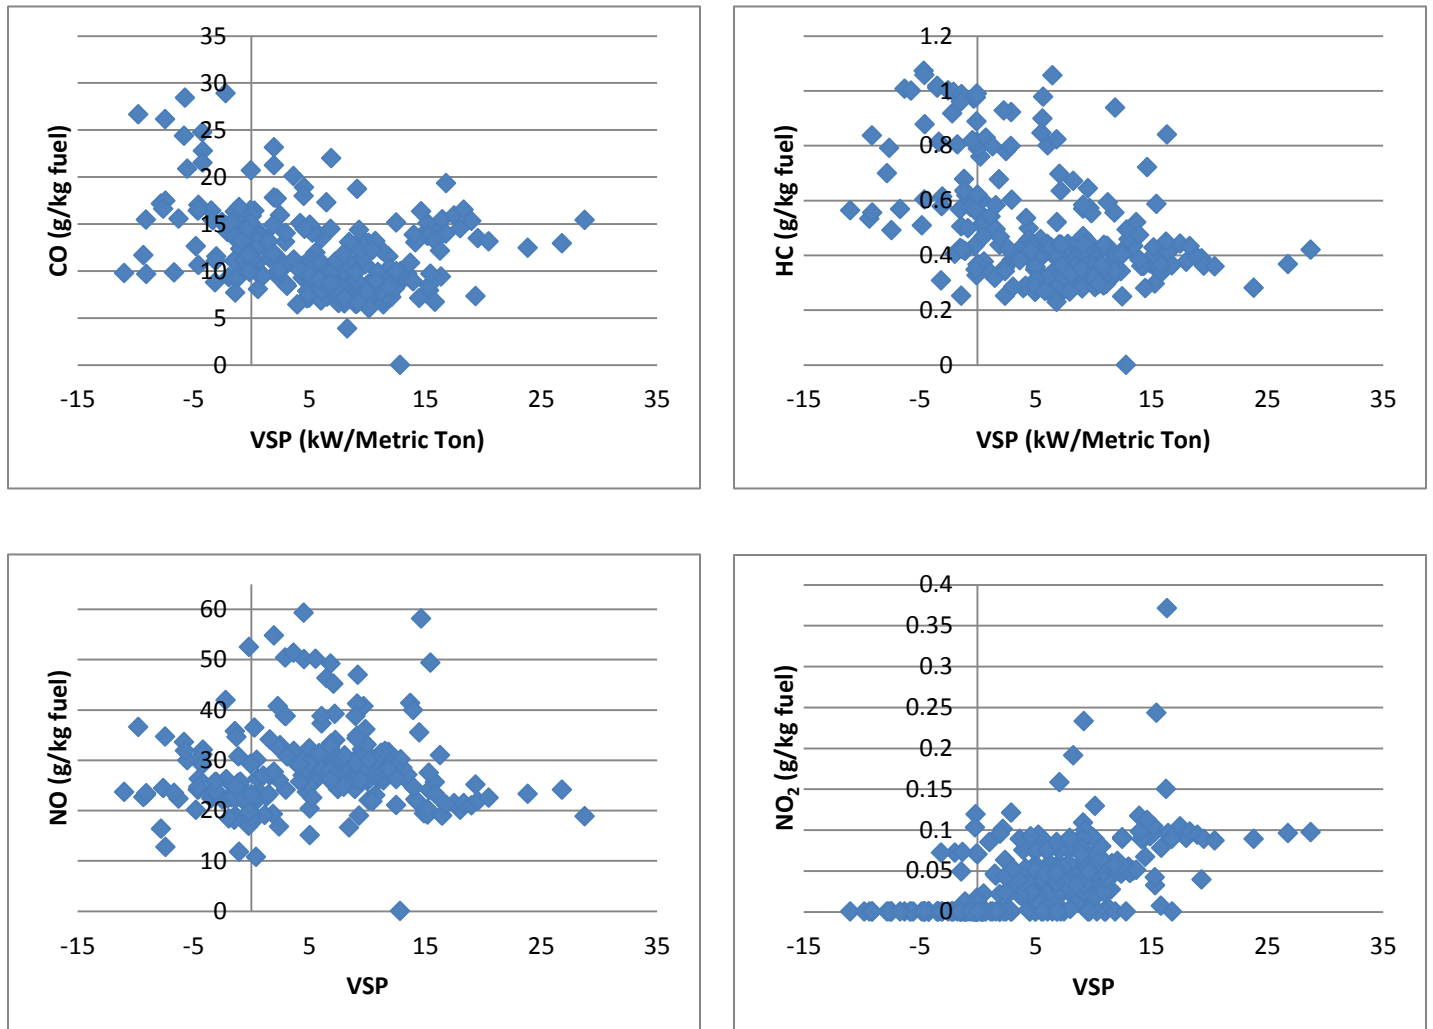 35
30
25
20
15
10
5
0
-15 -5 5 15 25 35
CO (g/kg fuel)
VSP (kW/Metric Ton)
1.2
1
0.8
0.6
0.4
0.2
0
-15 -5 5 15 25 35
HC (g/kg fuel)
VSP (kW/Metric Ton)
60
50
40
30
20
10
0
-15 -5 5 15 25 35
NO (g/kg fuel)
VSP
0.4
0.35
0.3
0.25
0.2
0.15
0.1
0.05
0
-15 -5 5 15 25 35
NO₂ (g/kg fuel)
VSP